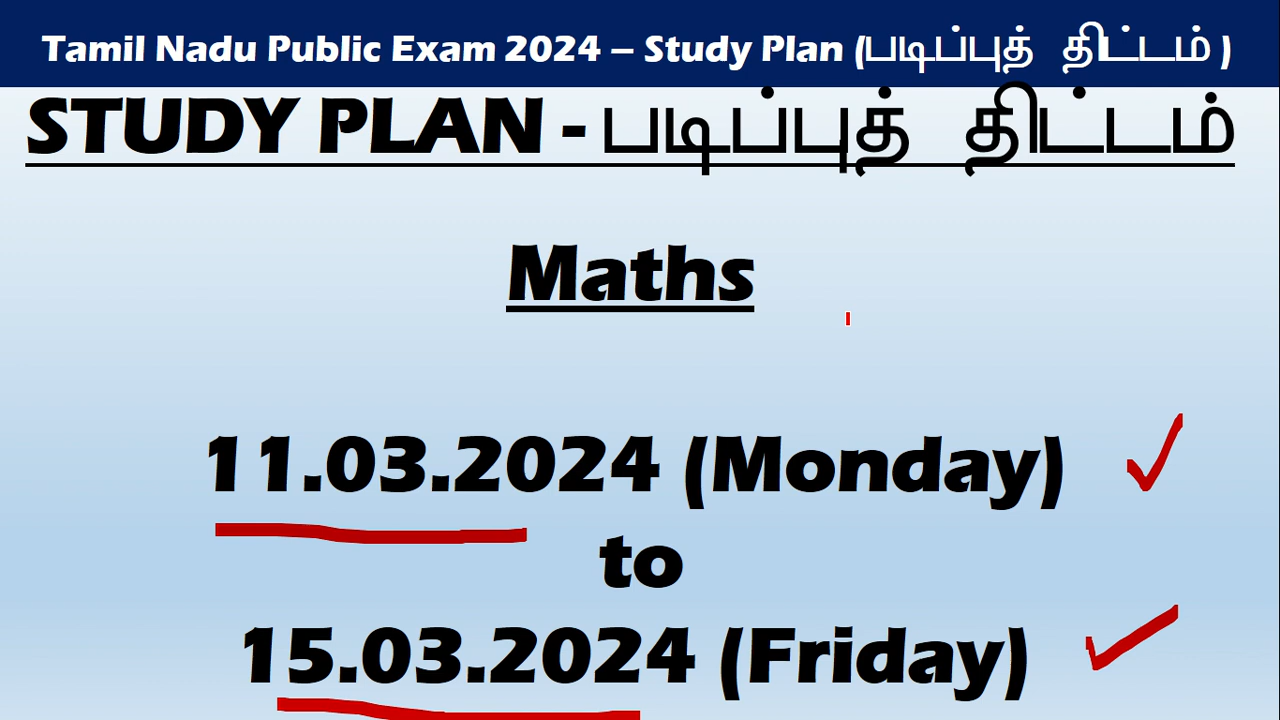 Tamil Nadu Public Exam 2024 – Study Plan (படிப்புத் திட்டம் )
STUDY PLAN - படிப்புத் திட்டம்
Maths
11.03.2024 (Monday)
to
15.03.2024 (Friday)